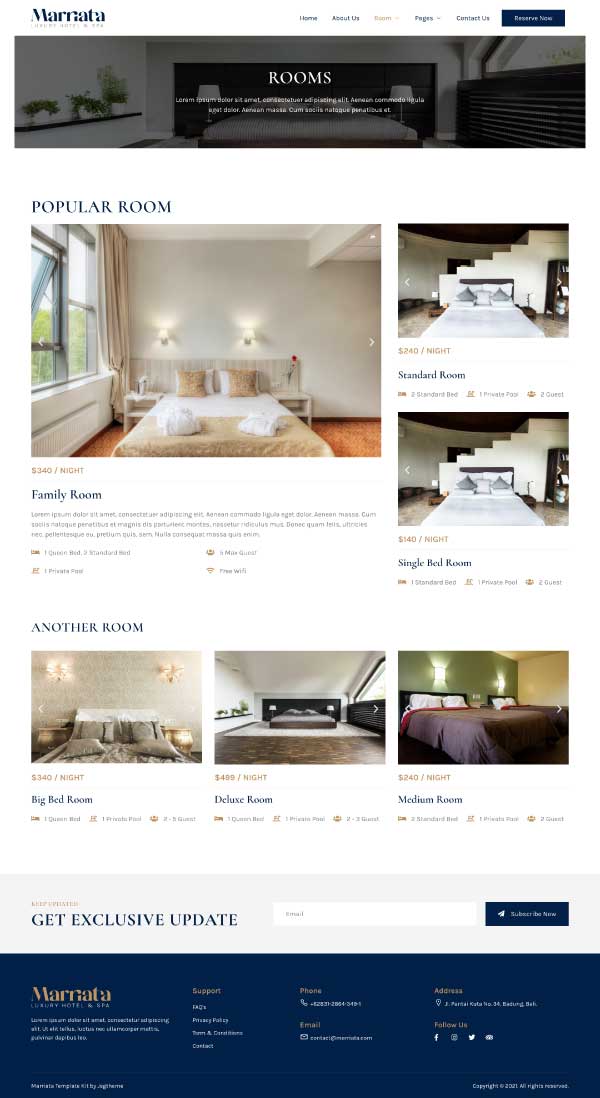 Marriata
LUXURY HOTEL & SPA
Home
About Us
Room
Pages
Contact Us
Reserve Now
ROOMS
Lorem ipsum dolor sit amet, consectetuer adipiscing elit. Aenean commodo ligula
eget dolor. Aenean massa. Cum sociis natoque penatibus et.
POPULAR ROOM
$340 / NIGHT
Family Room
Lorem ipsum dolor sit amet, consectetuer adipiscing elit. Aenean commodo ligula eget dolor. Aenean massa. Cum
sociis natoque penatibus et magnis dis parturient montes, nascetur ridiculus mus. Donec quam felis, ultricies
nec, pellentesque eu, pretium quis, sem. Nulla consequat massa quis enim.
1 Queen Bed, 2 Standard Bed
5 Max Guest
1 Private Pool
Free Wifi
$240 / NIGHT
Standard Room
2 Standard Bed
1 Private Pool
2 Guest
$140 / NIGHT
Single Bed Room
1 Standard Bed
1 Private Pool
2 Guest
ANOTHER ROOM
$340 / NIGHT
Big Bed Room
1 Queen Bed
1 Private Pool
2 - 5 Guest
$499 / NIGHT
Deluxe Room
1 Queen Bed
1 Private Pool
2 - 3 Guest
$240 / NIGHT
Medium Room
2 Standard Bed
1 Private Pool
2 Guest
KEEP UPDATED
GET EXCLUSIVE UPDATE
Email
Subscribe Now
Marriata
LUXURY HOTEL & SPA
Lorem ipsum dolor sit amet, consectetur adipiscing
elit. Ut elit tellus, luctus nec ullamcorper mattis,
pulvinar dapibus leo.
Support
FAQ's
Privacy Policy
Term & Conditions
Contact
Phone
+62831-2864-349-1
Email
contact@merriata.com
Address
Jl. Pantai Kuta No. 34, Badung, Bali.
Follow Us
Marriata Template Kit by Jegtheme
Copyright © 2021. All rights reserved.